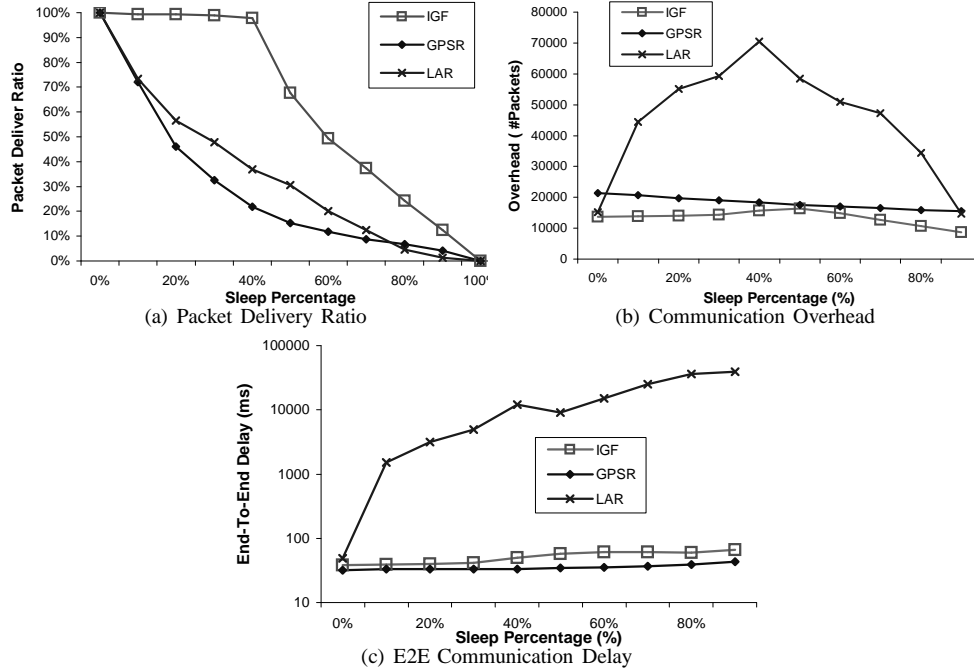 100%
90%
80%
70%
60%
50%
40%
30%
20%
10%
0%
Packet Deliver Ratio
IGF
GPSR
LAR
0% 20% 40% 60% 80% 100%
Sleep Percentage
(a) Packet Delivery Ratio
80000
70000
60000
50000
40000
30000
20000
10000
0
Overhead ( #Packets)
IGF
GPSR
LAR
0% 20% 40% 60% 80%
Sleep Percentage (%)
(b) Communication Overhead
100000
10000
1000
100
10
End-To-End Delay (ms)
IGF
GPSR
LAR
0% 20% 40% 60% 80%
Sleep Percentage (%)
(c) E2E Communication Delay